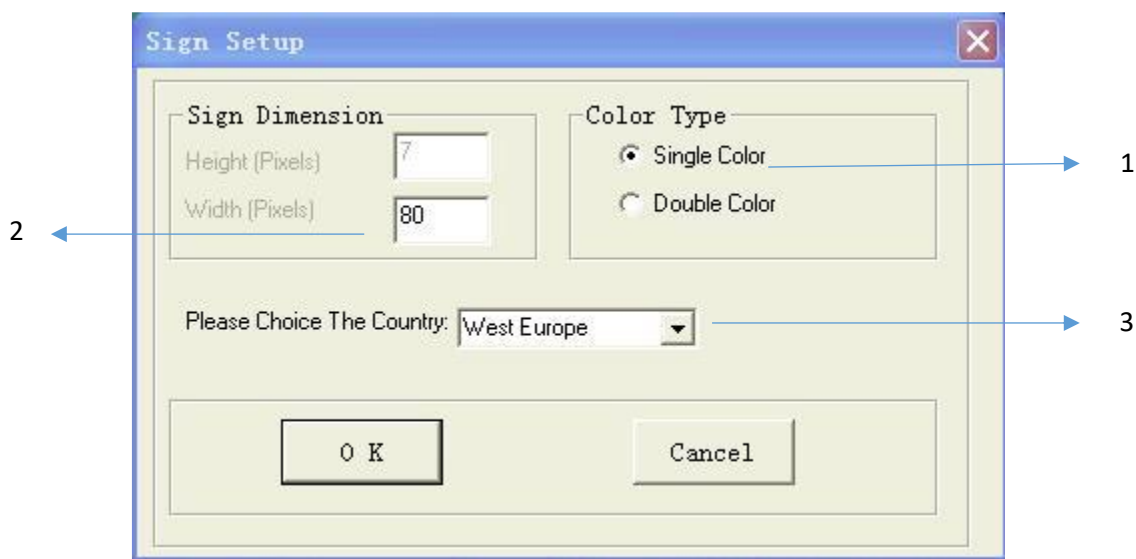 Sign Setup
Sign Dimension
Height (Pixels)
7
Width (Pixels)
80
Color Type
Single Color
Double Color
1
2
Please Choice The Country:
West Europe
3
O K
Cancel